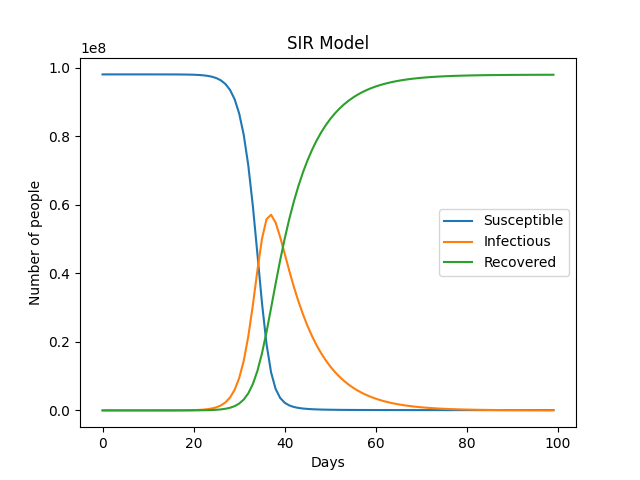 SIR Model
1e8
1.0
0.8
0.6
0.4
0.2
0.0
Number of people
Susceptible
Infectious
Recovered
0 20 40 60 80 100
Days